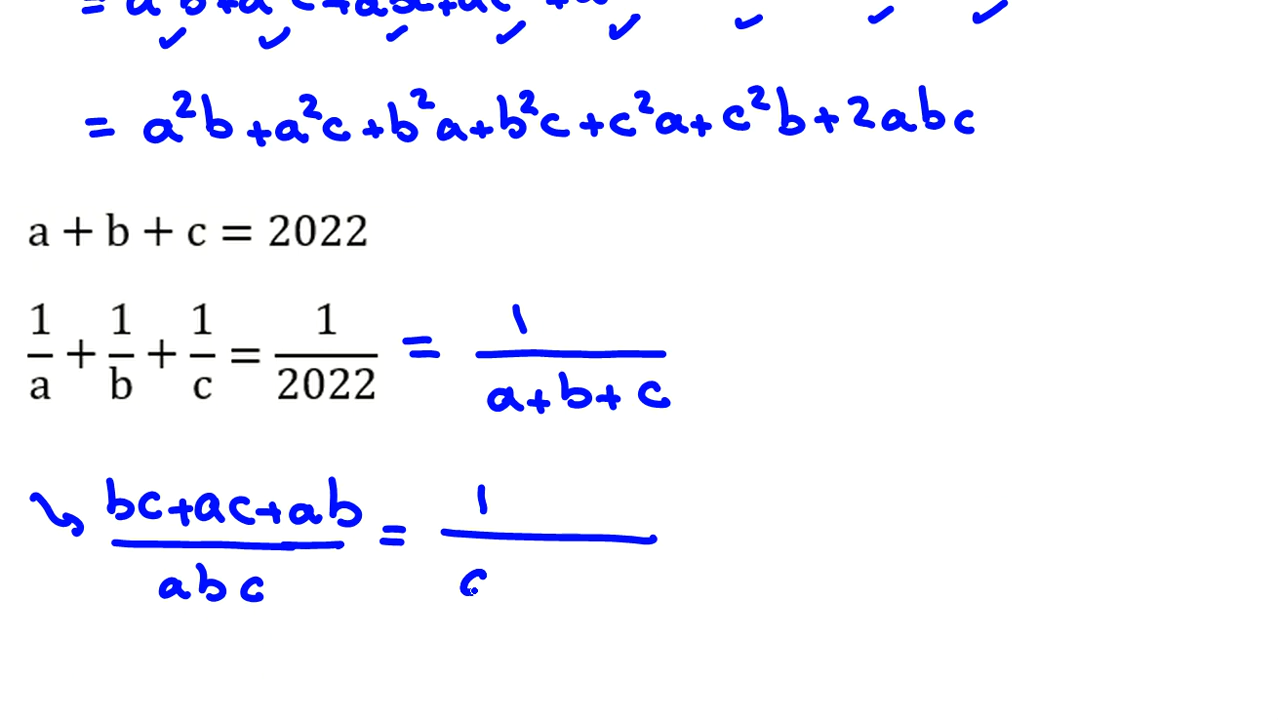 = a²b+a²c+b²a+b²c+c²a+c²b+2abc
a + b + c = 2022
1/a + 1/b + 1/c = 1/2022 = 1/(a+b+c)
↘ (bc+ac+ab)/abc = 1/c